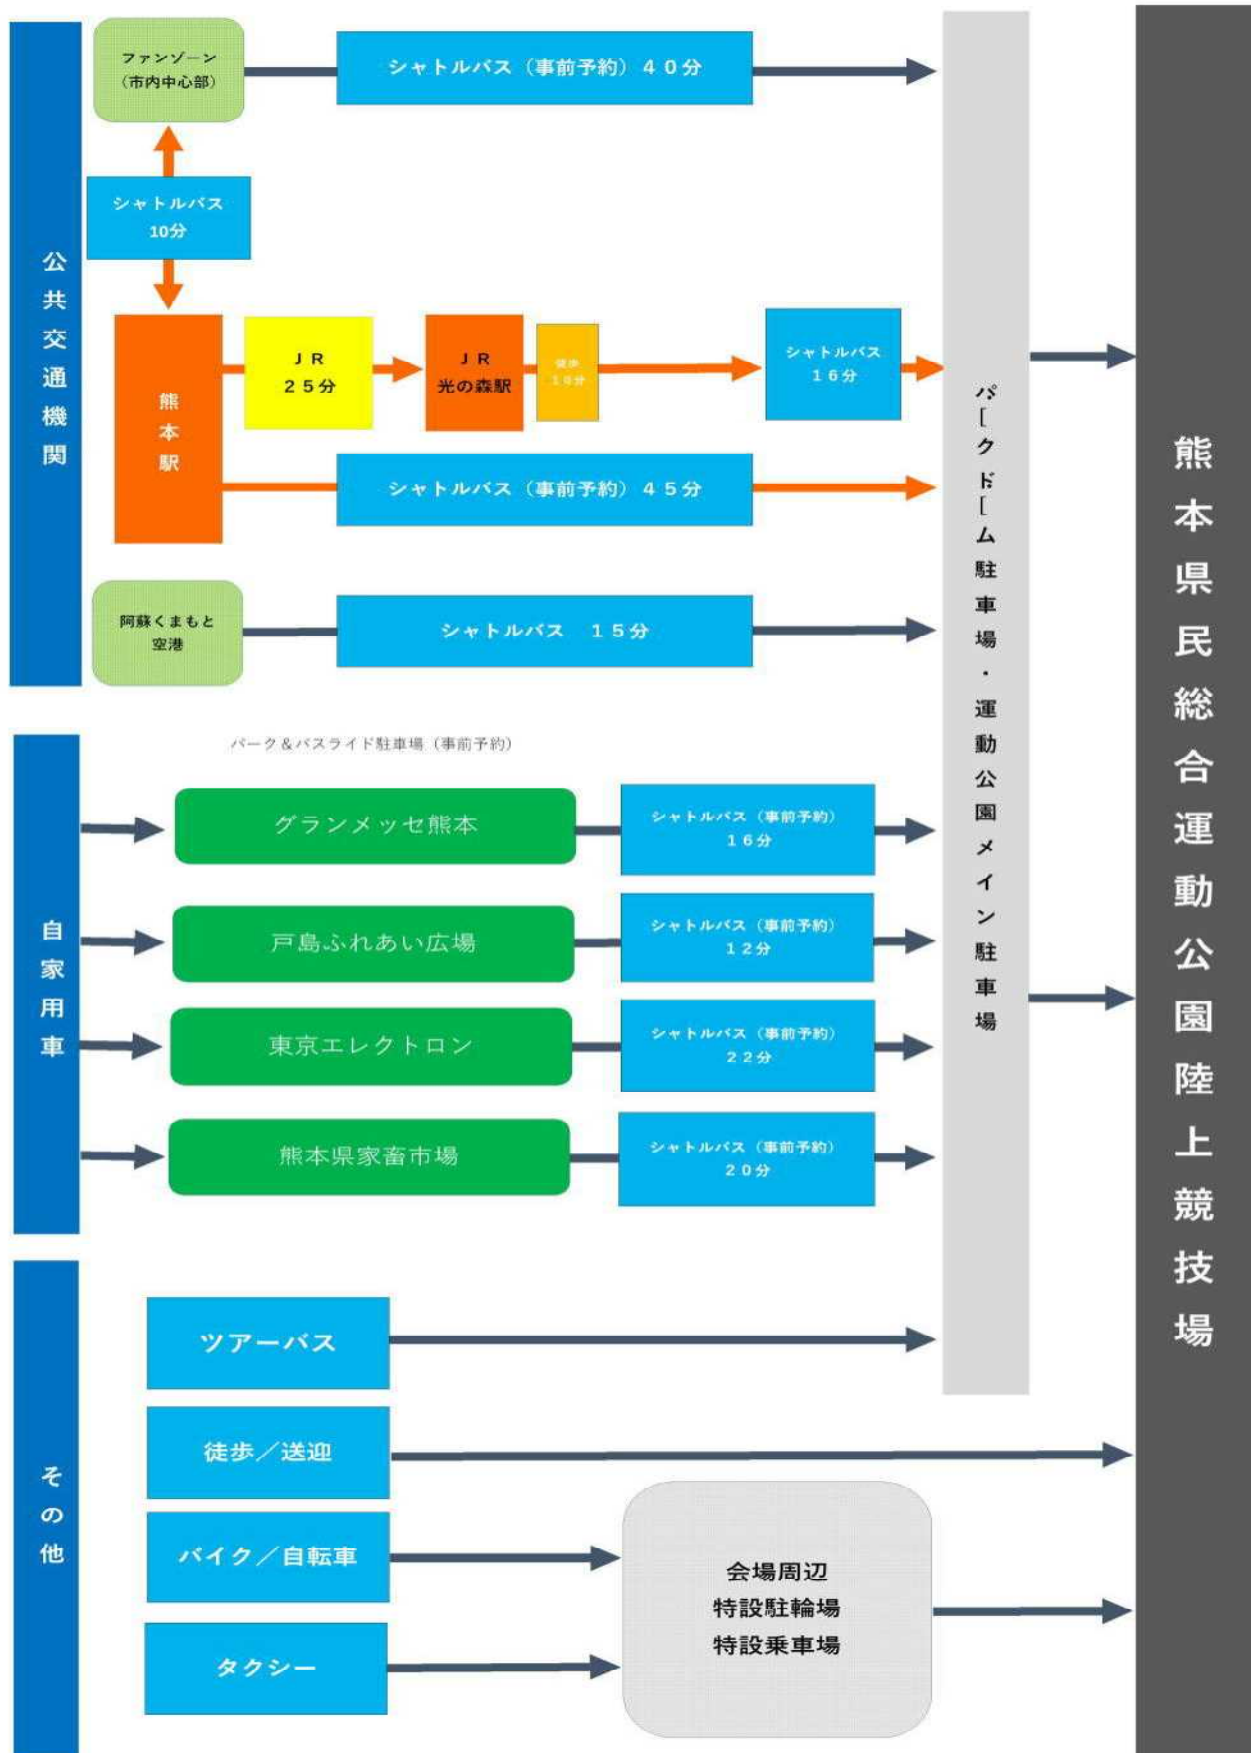 公共交通機関
ファンゾーン
（市内中心部）
シャトルバス（事前予約）４０分
シャトルバス
10分
熊本駅
ＪＲ
２５分
ＪＲ
光の森駅
徒歩
１０分
シャトルバス
１６分
シャトルバス（事前予約）４５分
阿蘇くまもと
空港
シャトルバス　１５分
自家用車
パーク＆バスライド駐車場（事前予約）
グランメッセ熊本
シャトルバス（事前予約）
１６分
戸島ふれあい広場
シャトルバス（事前予約）
１２分
東京エレクトロン
シャトルバス（事前予約）
２２分
熊本県家畜市場
シャトルバス（事前予約）
２０分
その他
ツアーバス
徒歩／送迎
バイク／自転車
タクシー
会場周辺
特設駐輪場
特設乗車場
パークドーム駐車場・運動公園メイン駐車場
熊本県民総合運動公園陸上競技場